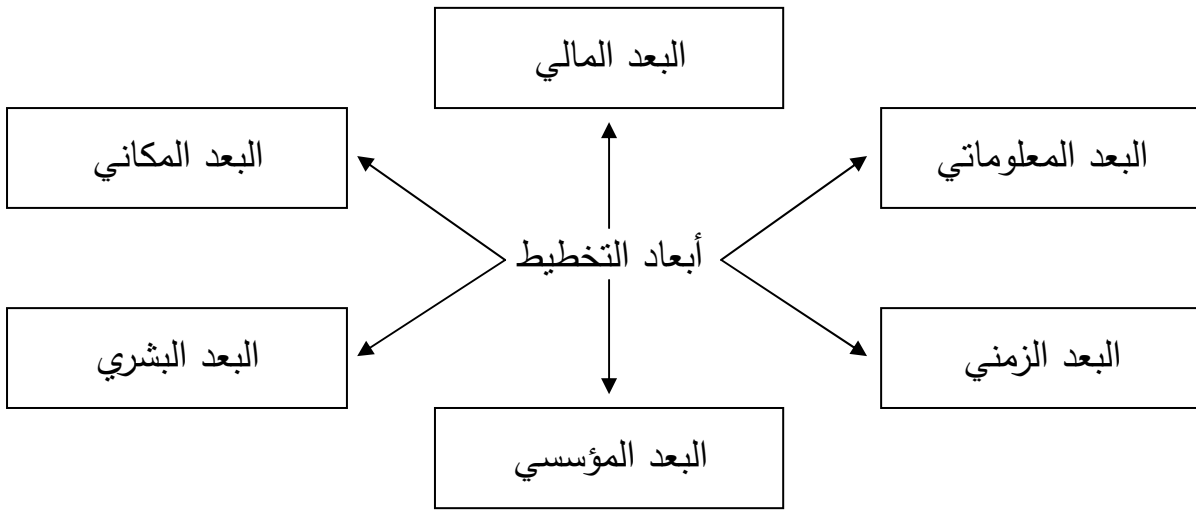 البعد المالي
البعد المعلوماتي
البعد المكاني
أبعاد التخطيط
البعد الزمني
البعد البشري
البعد المؤسسي